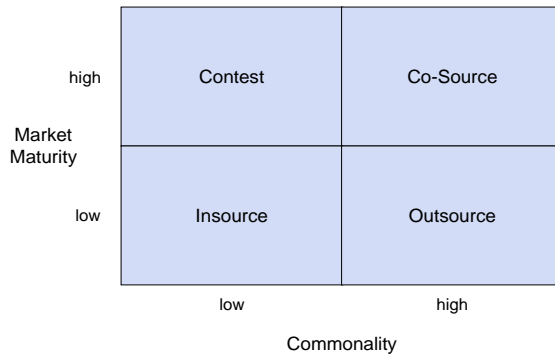 high
Contest
Co-Source
Market
Maturity
low
Insource
Outsource
low
high
Commonality